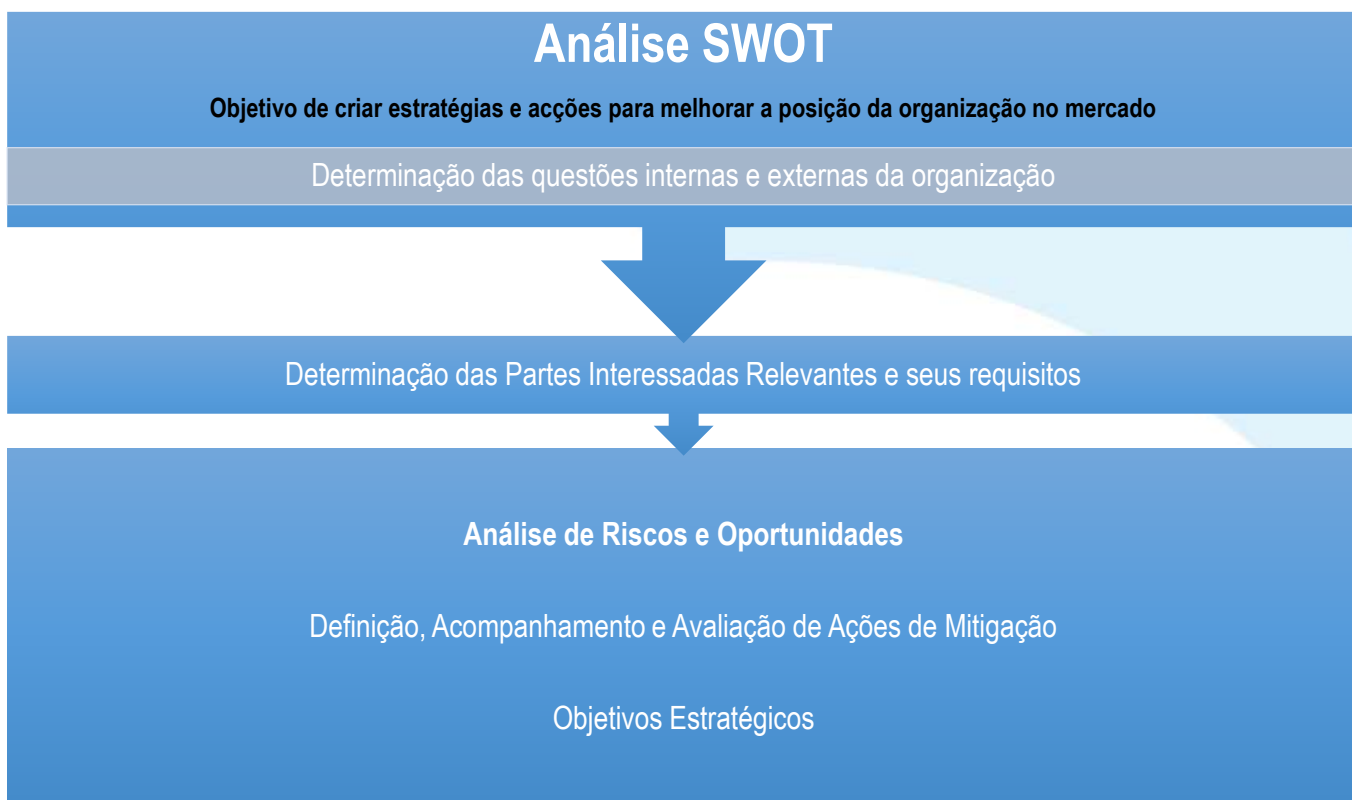 Análise SWOT
Objetivo de criar estratégias e acções para melhorar a posição da organização no mercado
Determinação das questões internas e externas da organização
Determinação das Partes Interessadas Relevantes e seus requisitos
Análise de Riscos e Oportunidades
Definição, Acompanhamento e Avaliação de Ações de Mitigação
Objetivos Estratégicos